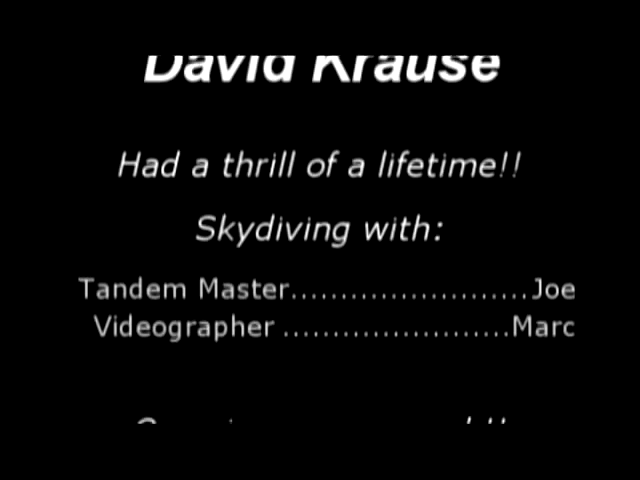 David Krause
Had a thrill of a lifetime!!
Skydiving with:
Tandem Master........................Joe
Videographer .......................Marc